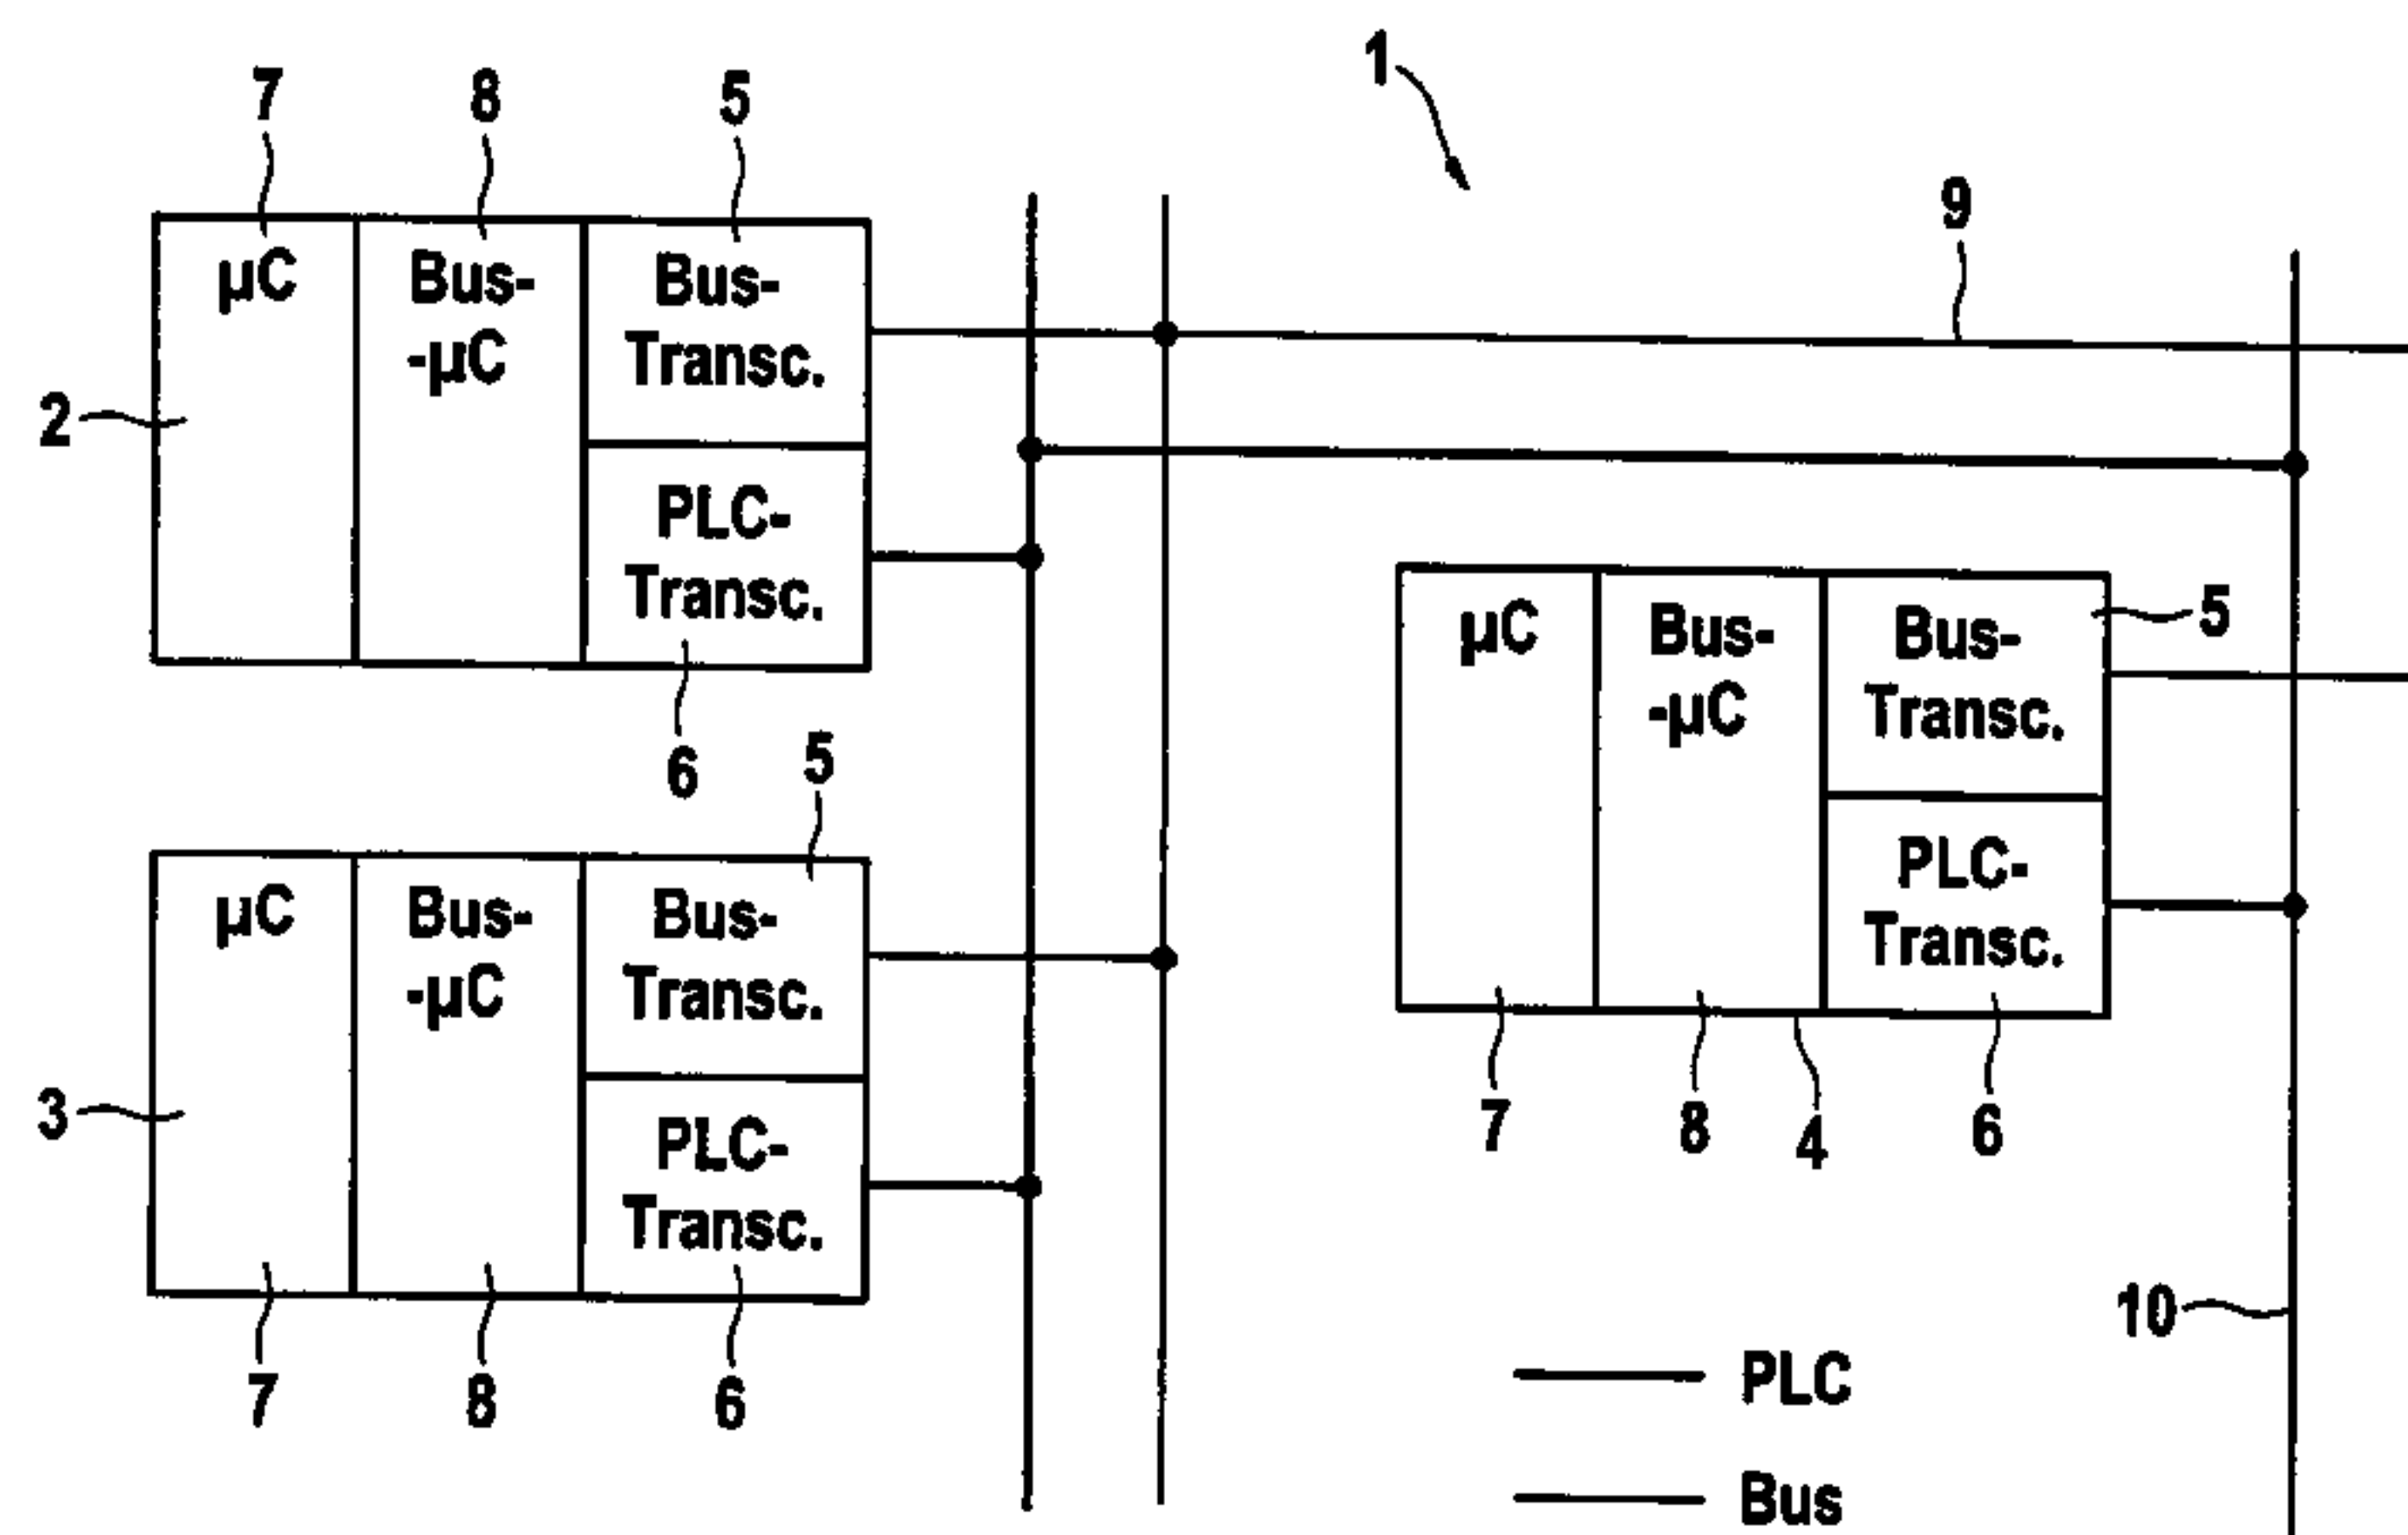 1
7
8
5
9
µC
Bus-
-µC
Bus-
Transc.
2
PLC-
Transc.
6
5
µC
Bus-
-µC
Bus-
Transc.
5
PLC-
Transc.
7
8
4
6
µC
Bus-
-µC
Bus-
Transc.
3
PLC-
Transc.
7
8
6
10
PLC
Bus